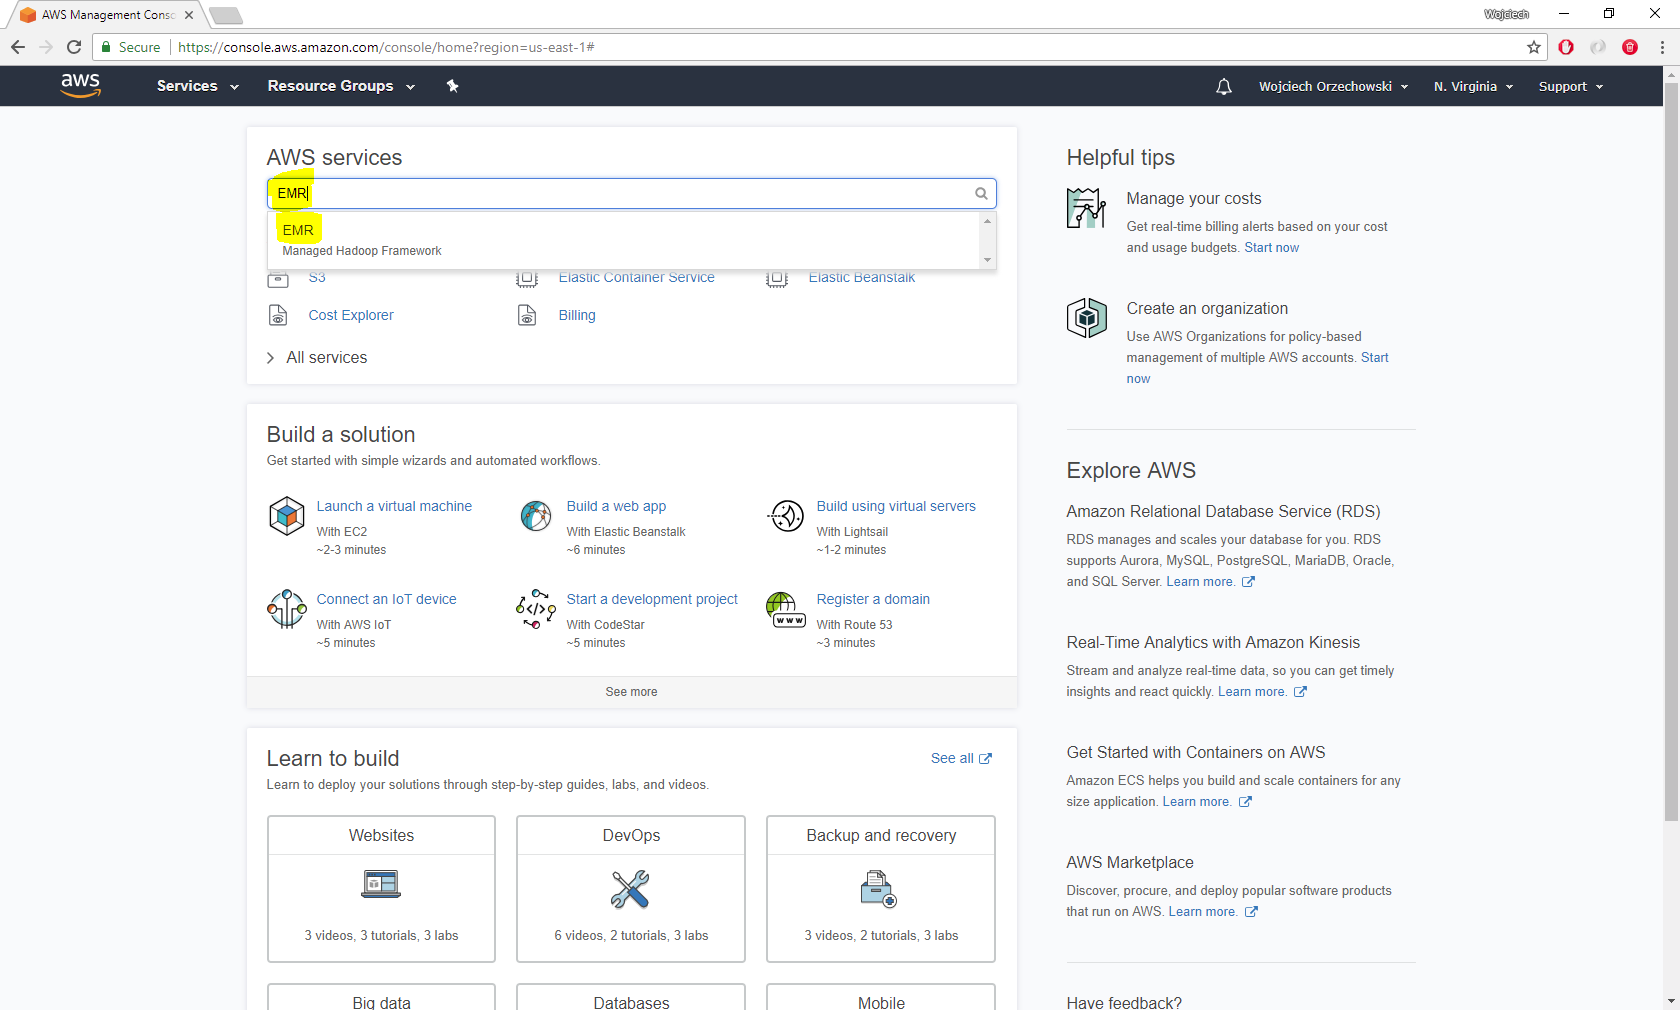 AWS Management Conso
Wojciech
Secure
https://console.aws.amazon.com/console/home?region=us-east-1#
aws
Services
Resource Groups
Wojciech Orzechowski
N. Virginia
Support
AWS services
EMR
EMR
Managed Hadoop Framework
S3
Elastic Container Service
Elastic Beanstalk
Cost Explorer
Billing
All services
Build a solution
Get started with simple wizards and automated workflows.
Launch a virtual machine
With EC2
~2-3 minutes
Build a web app
With Elastic Beanstalk
~6 minutes
Build using virtual servers
With Lightsail
~1-2 minutes
Connect an IoT device
With AWS IoT
~5 minutes
Start a development project
With CodeStar
~5 minutes
Register a domain
With Route 53
~3 minutes
www
See more
Learn to build
See all
Learn to deploy your solutions through step-by-step guides, labs, and videos.
Websites
3 videos, 3 tutorials, 3 labs
DevOps
6 videos, 2 tutorials, 3 labs
Backup and recovery
3 videos, 2 tutorials, 3 labs
Big data
Databases
Mobile
Helpful tips
Manage your costs
Get real-time billing alerts based on your cost
and usage budgets. Start now
Create an organization
Use AWS Organizations for policy-based
management of multiple AWS accounts. Start
now
Explore AWS
Amazon Relational Database Service (RDS)
RDS manages and scales your database for you. RDS
supports Aurora, MySQL, PostgreSQL, MariaDB, Oracle,
and SQL Server. Learn more.
Real-Time Analytics with Amazon Kinesis
Stream and analyze real-time data, so you can get timely
insights and react quickly. Learn more.
Get Started with Containers on AWS
Amazon ECS helps you build and scale containers for any
size application. Learn more.
AWS Marketplace
Discover, procure, and deploy popular software products
that run on AWS. Learn more.
Have feedback?